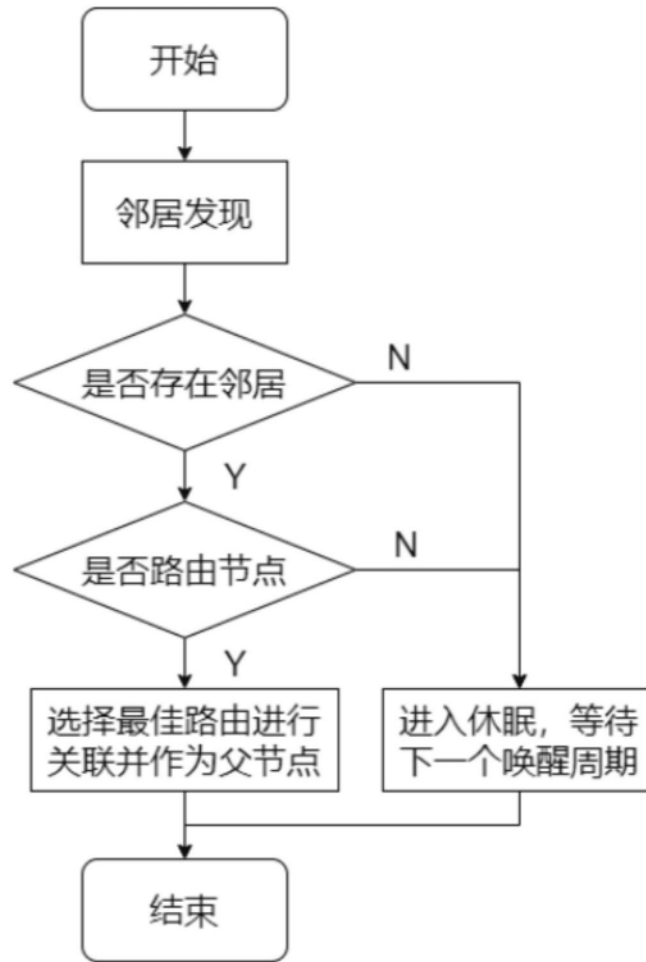 开始
邻居发现
是否存在邻居
N
Y
是否路由节点
N
Y
选择最佳路由进行
关联并作为父节点
进入休眠，等待
下一个唤醒周期
结束